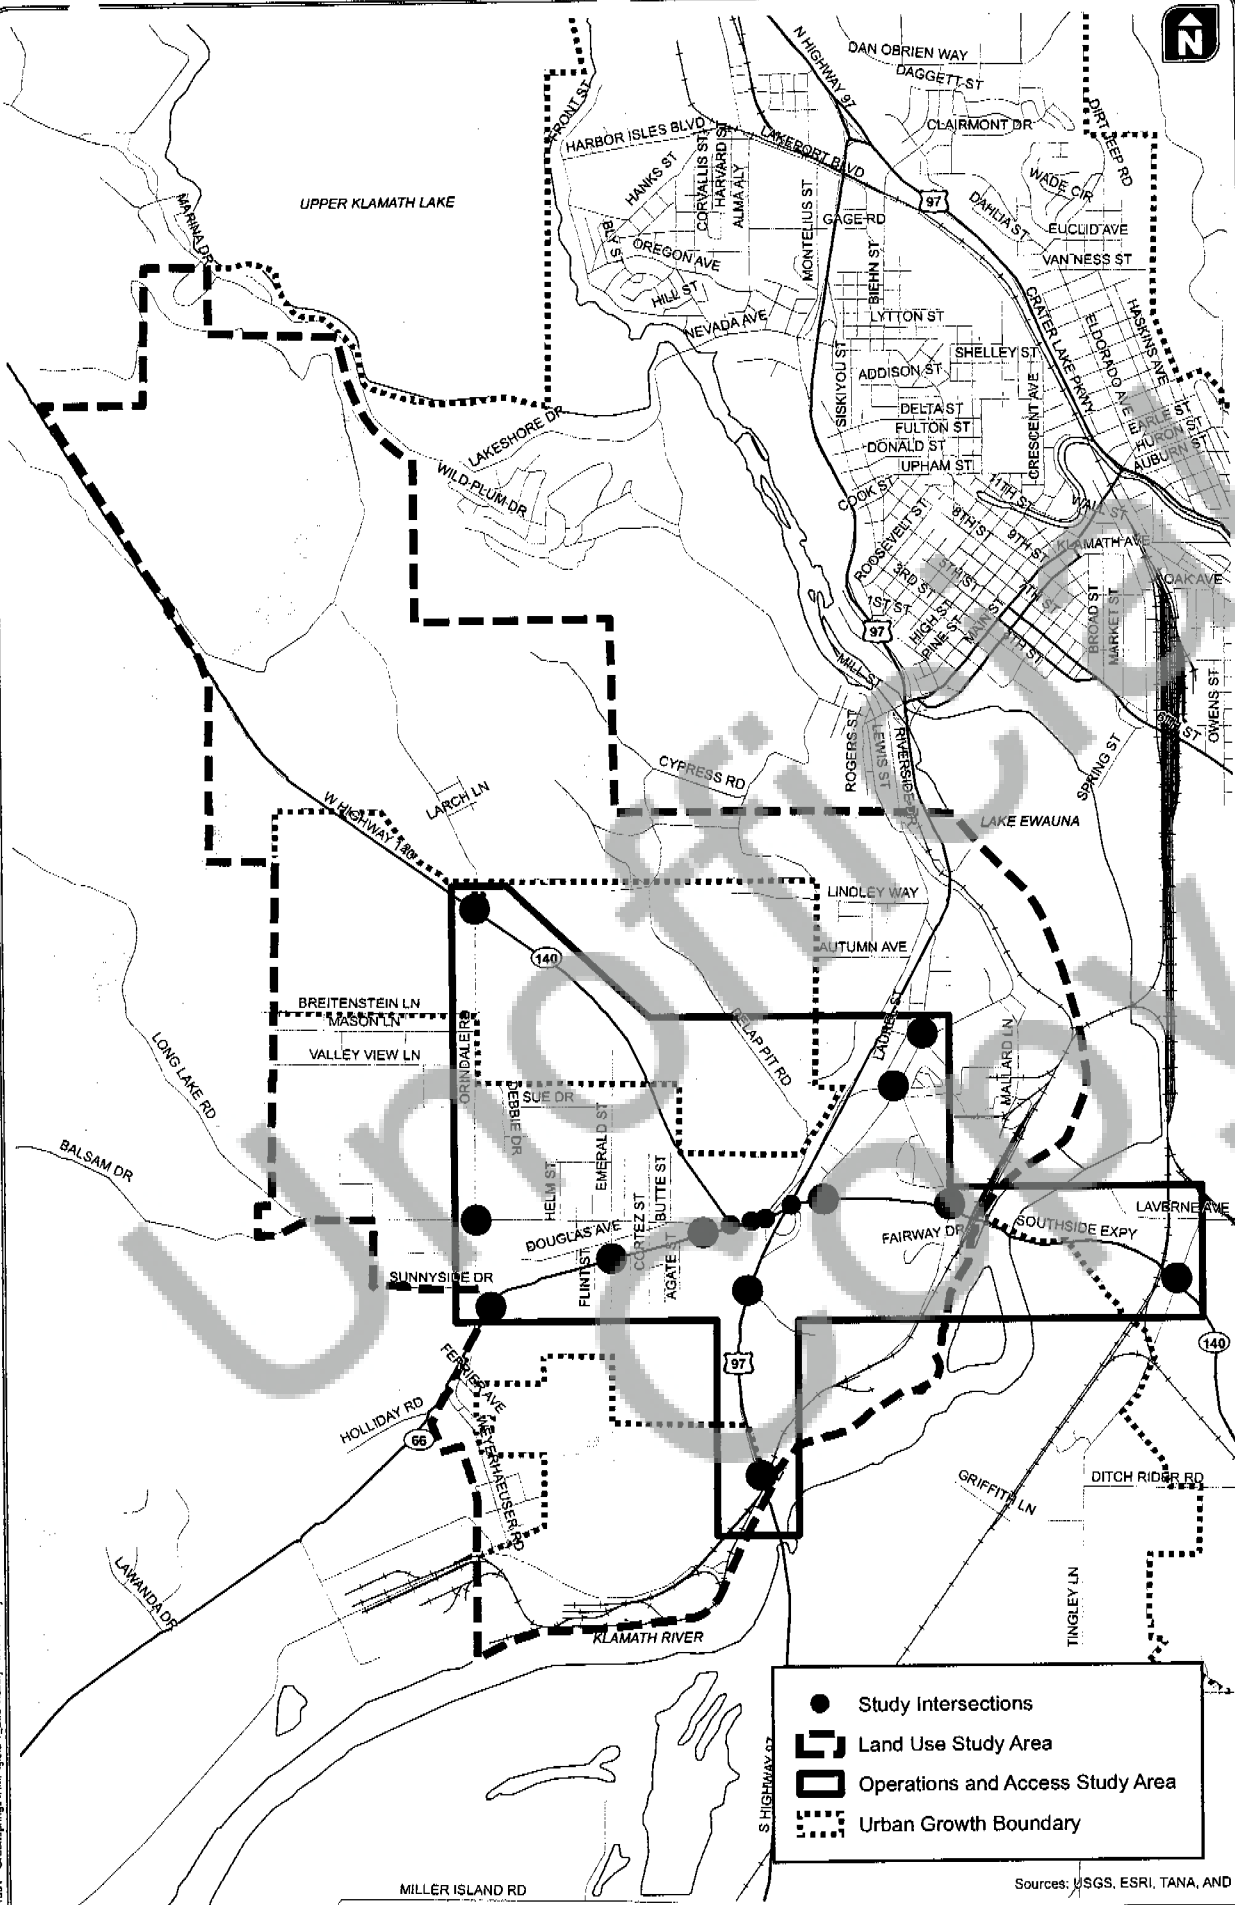 N
N HIGHWAY 97
DAN OBRIEN WAY
DAGGETT ST
CLAIRMONT DR
DIRT JEEP RD
FRONT ST
HARBOR ISLES BLVD
LAKEPORT BLVD
HANKS ST
CORVALLIS ST
HARVARD ST
ALMA ALY
WADE CIR
97
DAHLIA ST
EUCLID AVE
VAN NESS ST
MARINA DR
UPPER KLAMATH LAKE
BLY ST
OREGON AVE
HILL ST
NEVADA AVE
MONTELIUS ST
GAGE RD
BIEHN ST
LYTTON ST
CRATER LAKE PKWY
ELDORADO AVE
HASKINS AVE
SISKIYOU ST
SHELLEY ST
ADDISON ST
DELTA ST
FULTON ST
DONALD ST
UPHAM ST
CRESCENT AVE
EARLE ST
HURON ST
AUBURN ST
LAKESHORE DR
WILD PLUM DR
COOK ST
11TH ST
WALL ST
ROOSEVELT ST
8TH ST
9TH ST
KLAMATH AVE
3RD ST
5TH ST
7TH ST
OAK AVE
1ST ST
HIGH ST
PINE ST
MAIN ST
BROAD ST
MARKET ST
97
MILL ST
OWENS ST
6TH ST
ROGERS ST
LEWIS ST
RIVERSIDE DR
SPRING ST
CYPRESS RD
LARCH LN
W HIGHWAY 140
LAKE EWAUNA
LINDLEY WAY
140
AUTUMN AVE
BREITENSTEIN LN
MASON LN
VALLEY VIEW LN
ORINDALE RD
LONG LAKE RD
DELAP PIT RD
LAUREL ST
MALLARD LN
SUE DR
DEBBIE DR
EMERALD ST
BALSAM DR
HELM ST
BUTTE ST
CORTEZ ST
DOUGLAS AVE
FLINT ST
AGATE ST
FAIRWAY DR
SOUTHSIDE EXPY
LAVERNE AVE
SUNNYSIDE DR
140
97
FERRIER AVE
HOLLIDAY RD
66
WEYERHAEUSER RD
GRIFFITH LN
DITCH RIDER RD
LAWANDA DR
TINGLEY LN
KLAMATH RIVER
S HIGHWAY 97
MILLER ISLAND RD
Study Intersections
Land Use Study Area
Operations and Access Study Area
Urban Growth Boundary
Sources: USGS, ESRI, TANA, AND
Unofficial
Copy